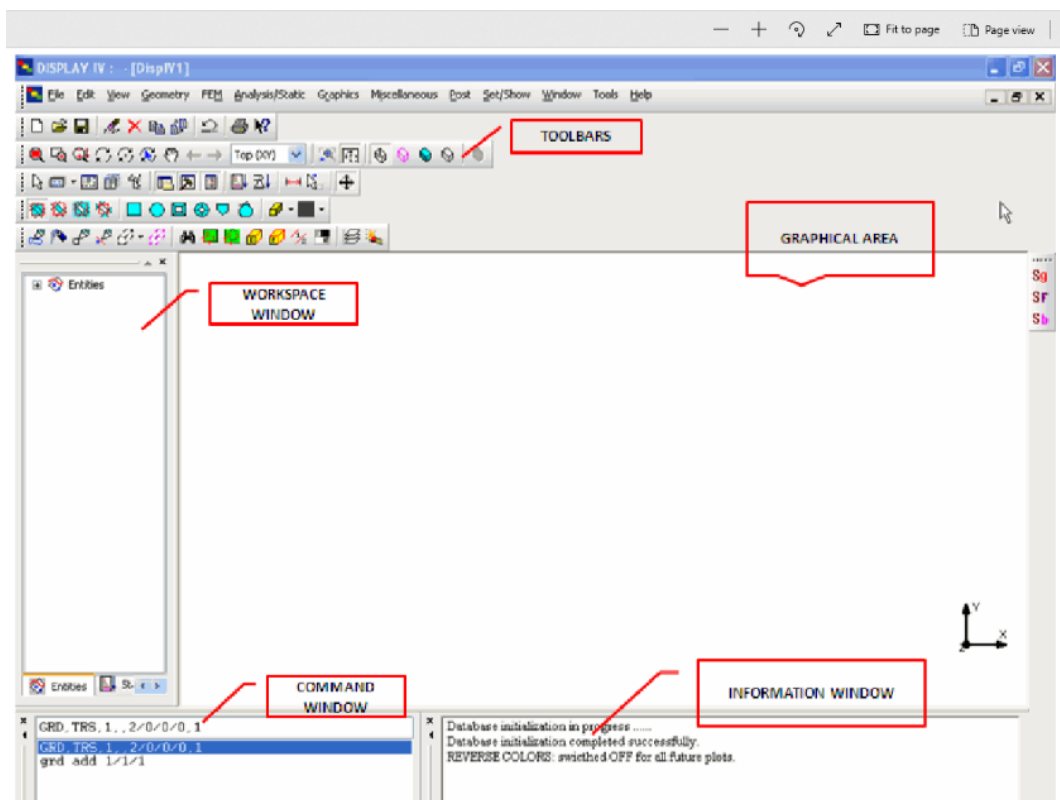 Fit to page Page view
DISPLAY IV : - [DispIV1]
File Edit View Geometry FEM Analysis/Static Graphics Miscellaneous Post Set/Show Window Tools Help
TOOLBARS
Top (XY)
GRAPHICAL AREA
Entities
Sg
Sr
Sb
WORKSPACE
WINDOW
Y
X
Z
Entities St
COMMAND
WINDOW
INFORMATION WINDOW
GRD,TRS,1,,2/0/0/0,1
GRD,TRS,1,,2/0/0/0,1
grd add 1/1/1
Database initialization in progress ......
Database initialization completed successfully.
REVERSE COLORS: swicthed OFF for all future plots.